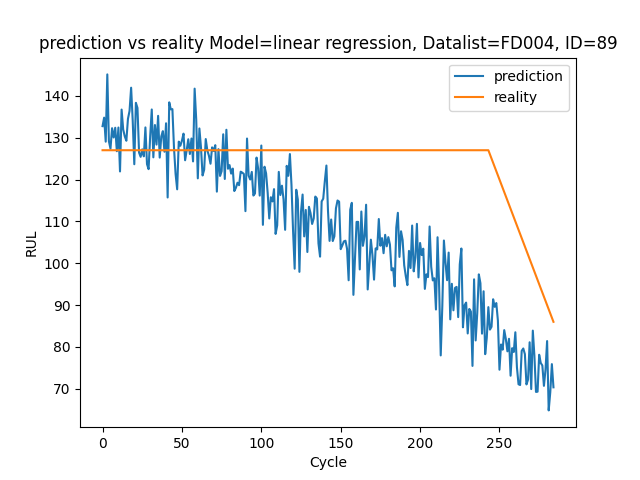 prediction vs reality Model=linear regression, Datalist=FD004, ID=89
prediction
reality
140
130
120
110
100
90
80
70
RUL
0 50 100 150 200 250
Cycle